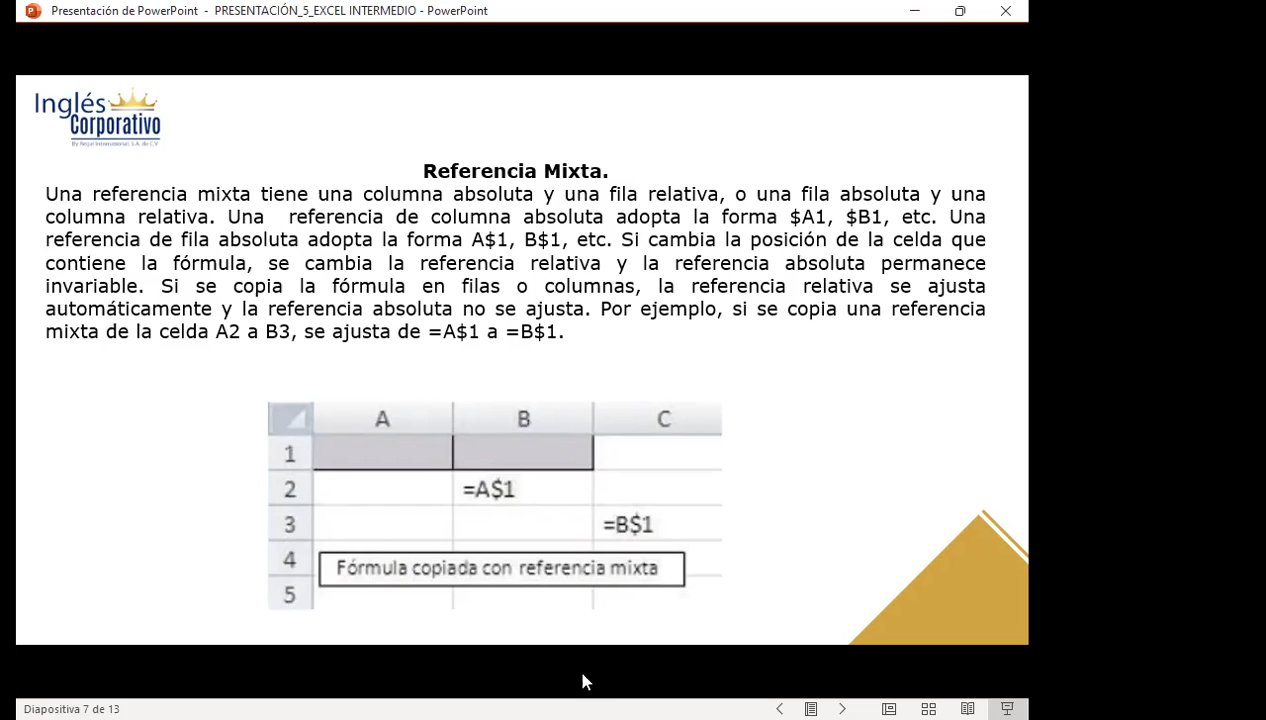 Presentación de PowerPoint - PRESENTACIÓN_5_EXCEL INTERMEDIO - PowerPoint
Inglés
Corporativo
By Regal International, S.A. de C.V
Referencia Mixta.
Una referencia mixta tiene una columna absoluta y una fila relativa, o una fila absoluta y una
columna relativa. Una referencia de columna absoluta adopta la forma $A1, $B1, etc. Una
referencia de fila absoluta adopta la forma A$1, B$1, etc. Si cambia la posición de la celda que
contiene la fórmula, se cambia la referencia relativa y la referencia absoluta permanece
invariable. Si se copia la fórmula en filas o columnas, la referencia relativa se ajusta
automáticamente y la referencia absoluta no se ajusta. Por ejemplo, si se copia una referencia
mixta de la celda A2 a B3, se ajusta de =A$1 a =B$1.
A B C
1
2 =A$1
3 =B$1
4 Fórmula copiada con referencia mixta
5
Diapositiva 7 de 13